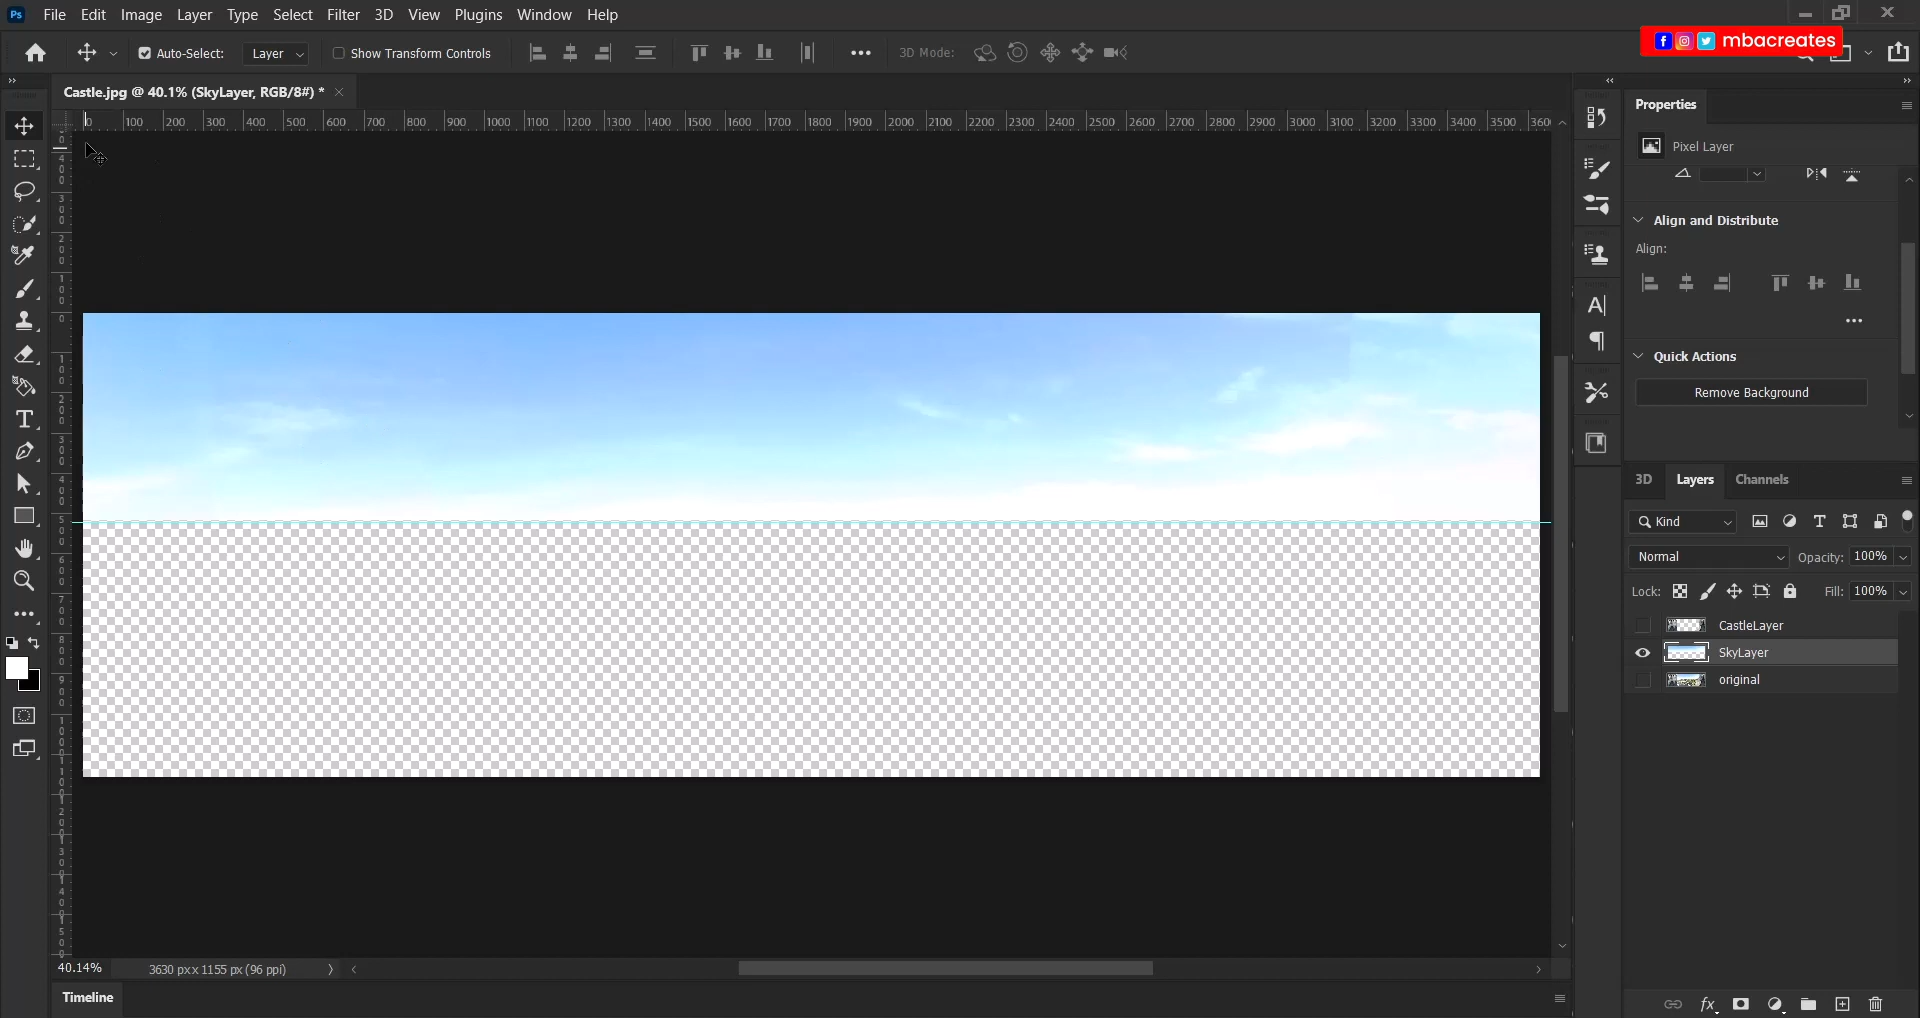 Ps File Edit Image Layer Type Select Filter 3D View Plugins Window Help
Auto-Select: Layer Show Transform Controls 3D Mode:
mbacreates
Castle.jpg @ 40.1% (SkyLayer, RGB/8#) *
0 100 200 300 400 500 600 700 800 900 1000 1100 1200 1300 1400 1500 1600 1700 1800 1900 2000 2100 2200 2300 2400 2500 2600 2700 2800 2900 3000 3100 3200 3300 3400 3500
Properties
Pixel Layer
Align and Distribute
Align:
Quick Actions
Remove Background
3D Layers Channels
Kind
Normal Opacity: 100%
Lock: Fill: 100%
CastleLayer
SkyLayer
original
40.14% 3630 px x 1155 px (96 ppi)
Timeline